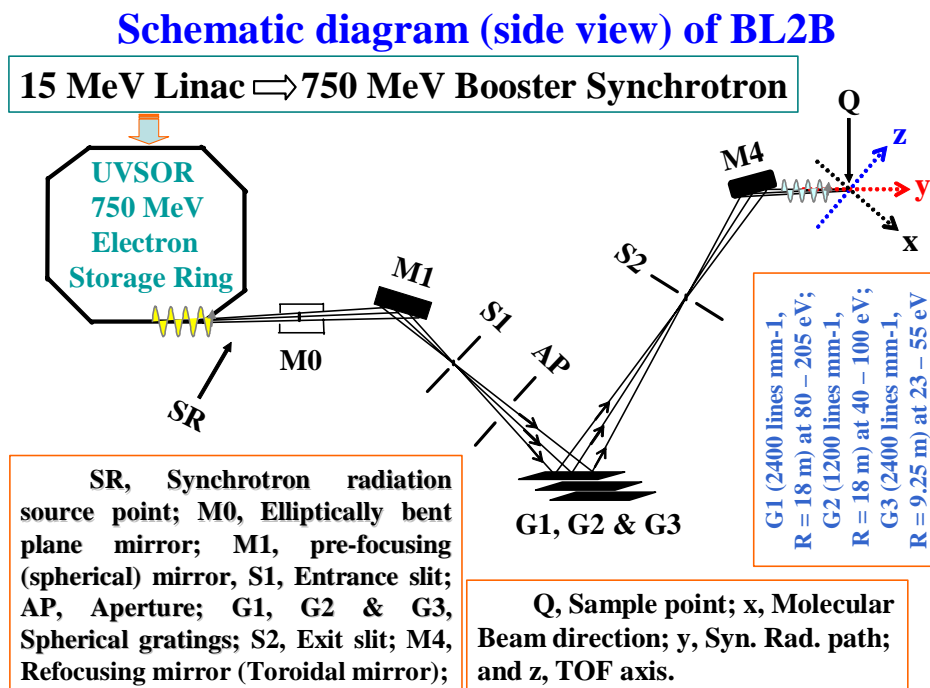 Schematic diagram (side view) of BL2B
15 MeV Linac ⇨ 750 MeV Booster Synchrotron
UVSOR
750 MeV
Electron
Storage Ring
SR
M0
M1
S1
AP
G1, G2 & G3
S2
M4
Q
z
y
x
G1 (2400 lines mm-1,
R = 18 m) at 80 – 205 eV;
G2 (1200 lines mm-1,
R = 18 m) at 40 – 100 eV;
G3 (2400 lines mm-1,
R = 9.25 m) at 23 – 55 eV
SR, Synchrotron radiation
source point; M0, Elliptically bent
plane mirror; M1, pre-focusing
(spherical) mirror, S1, Entrance slit;
AP, Aperture; G1, G2 & G3,
Spherical gratings; S2, Exit slit; M4,
Refocusing mirror (Toroidal mirror);
Q, Sample point; x, Molecular
Beam direction; y, Syn. Rad. path;
and z, TOF axis.